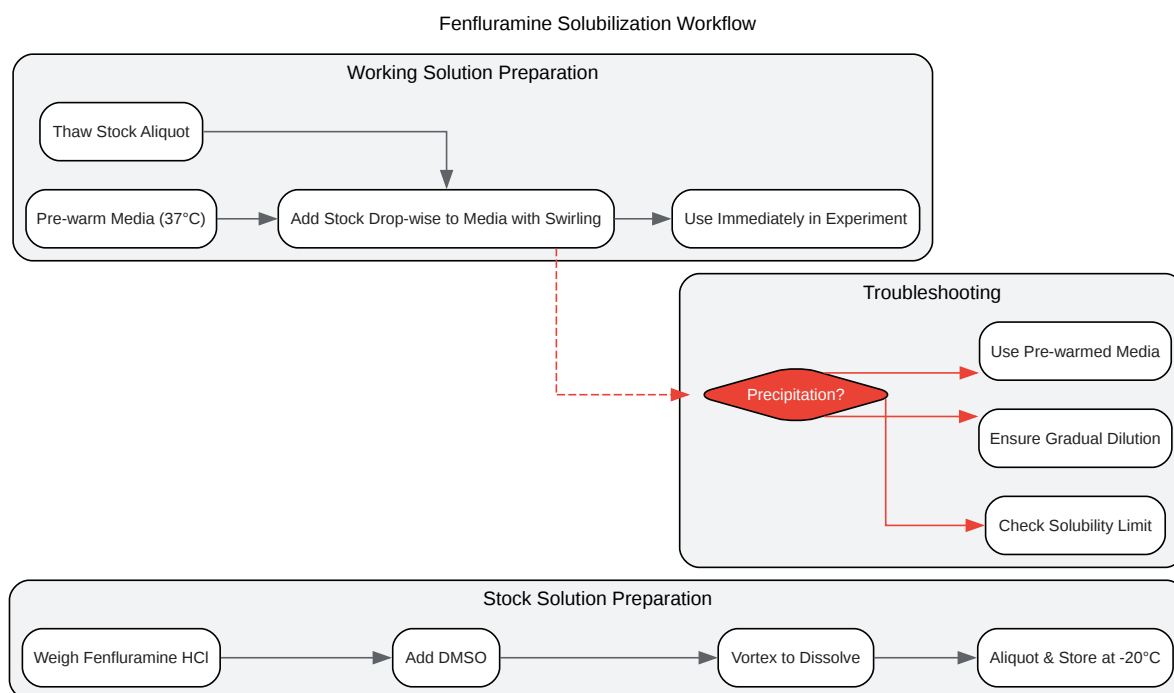 Fenfluramine Solubilization Workflow
Working Solution Preparation
Thaw Stock Aliquot
Pre-warm Media (37°C)
Add Stock Drop-wise to Media with Swirling
Use Immediately in Experiment
Troubleshooting
Use Pre-warmed Media
Precipitation?
Ensure Gradual Dilution
Check Solubility Limit
Stock Solution Preparation
Weigh Fenfluramine HCl
Add DMSO
Vortex to Dissolve
Aliquot & Store at -20°C